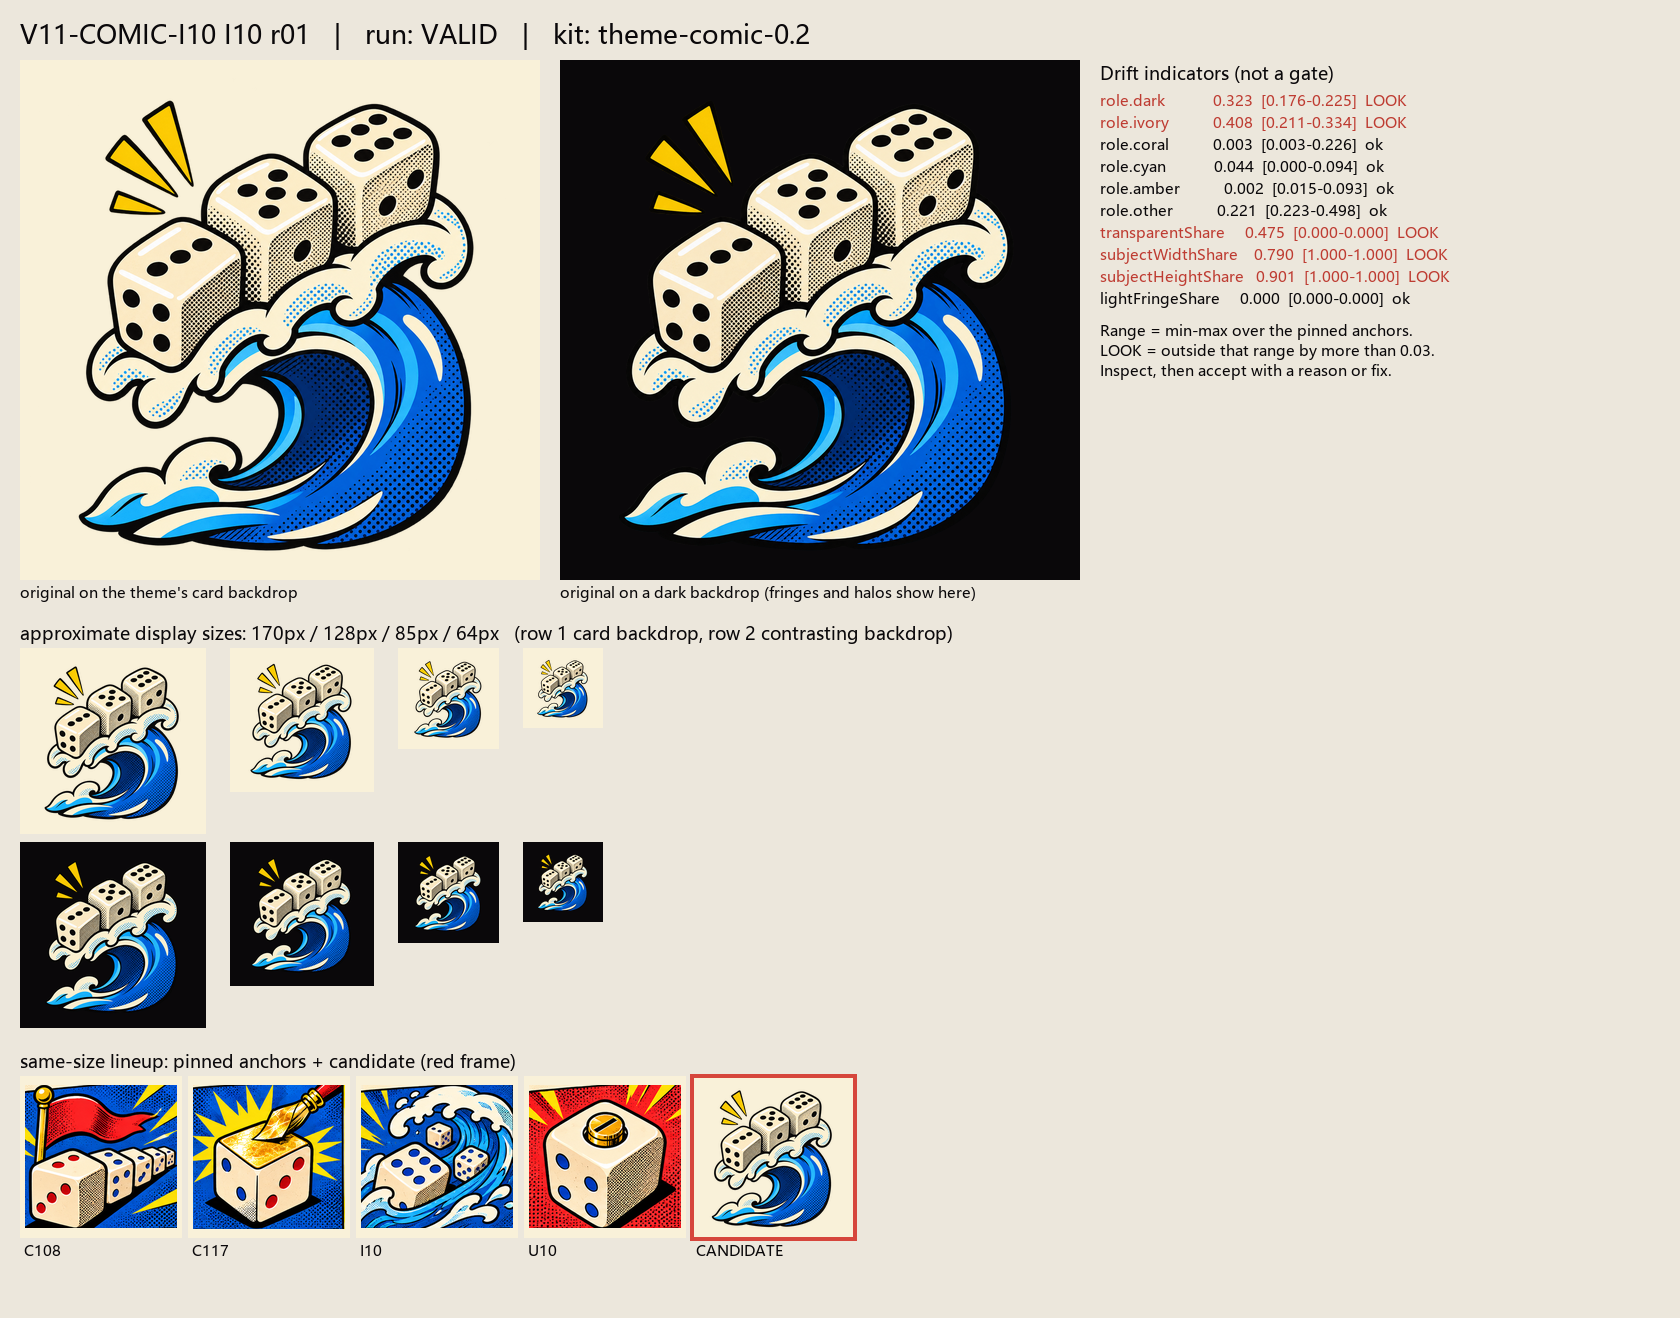 V11-COMIC-I10 I10 r01 | run: VALID | kit: theme-comic-0.2
Drift indicators (not a gate)
role.dark 0.323 [0.176-0.225] LOOK
role.ivory 0.408 [0.211-0.334] LOOK
role.coral 0.003 [0.003-0.226] ok
role.cyan 0.044 [0.000-0.094] ok
role.amber 0.002 [0.015-0.093] ok
role.other 0.221 [0.223-0.498] ok
transparentShare 0.475 [0.000-0.000] LOOK
subjectWidthShare 0.790 [1.000-1.000] LOOK
subjectHeightShare 0.901 [1.000-1.000] LOOK
lightFringeShare 0.000 [0.000-0.000] ok
Range = min-max over the pinned anchors.
LOOK = outside that range by more than 0.03.
Inspect, then accept with a reason or fix.
original on the theme's card backdrop
original on a dark backdrop (fringes and halos show here)
approximate display sizes: 170px / 128px / 85px / 64px (row 1 card backdrop, row 2 contrasting backdrop)
same-size lineup: pinned anchors + candidate (red frame)
C108
C117
I10
U10
CANDIDATE